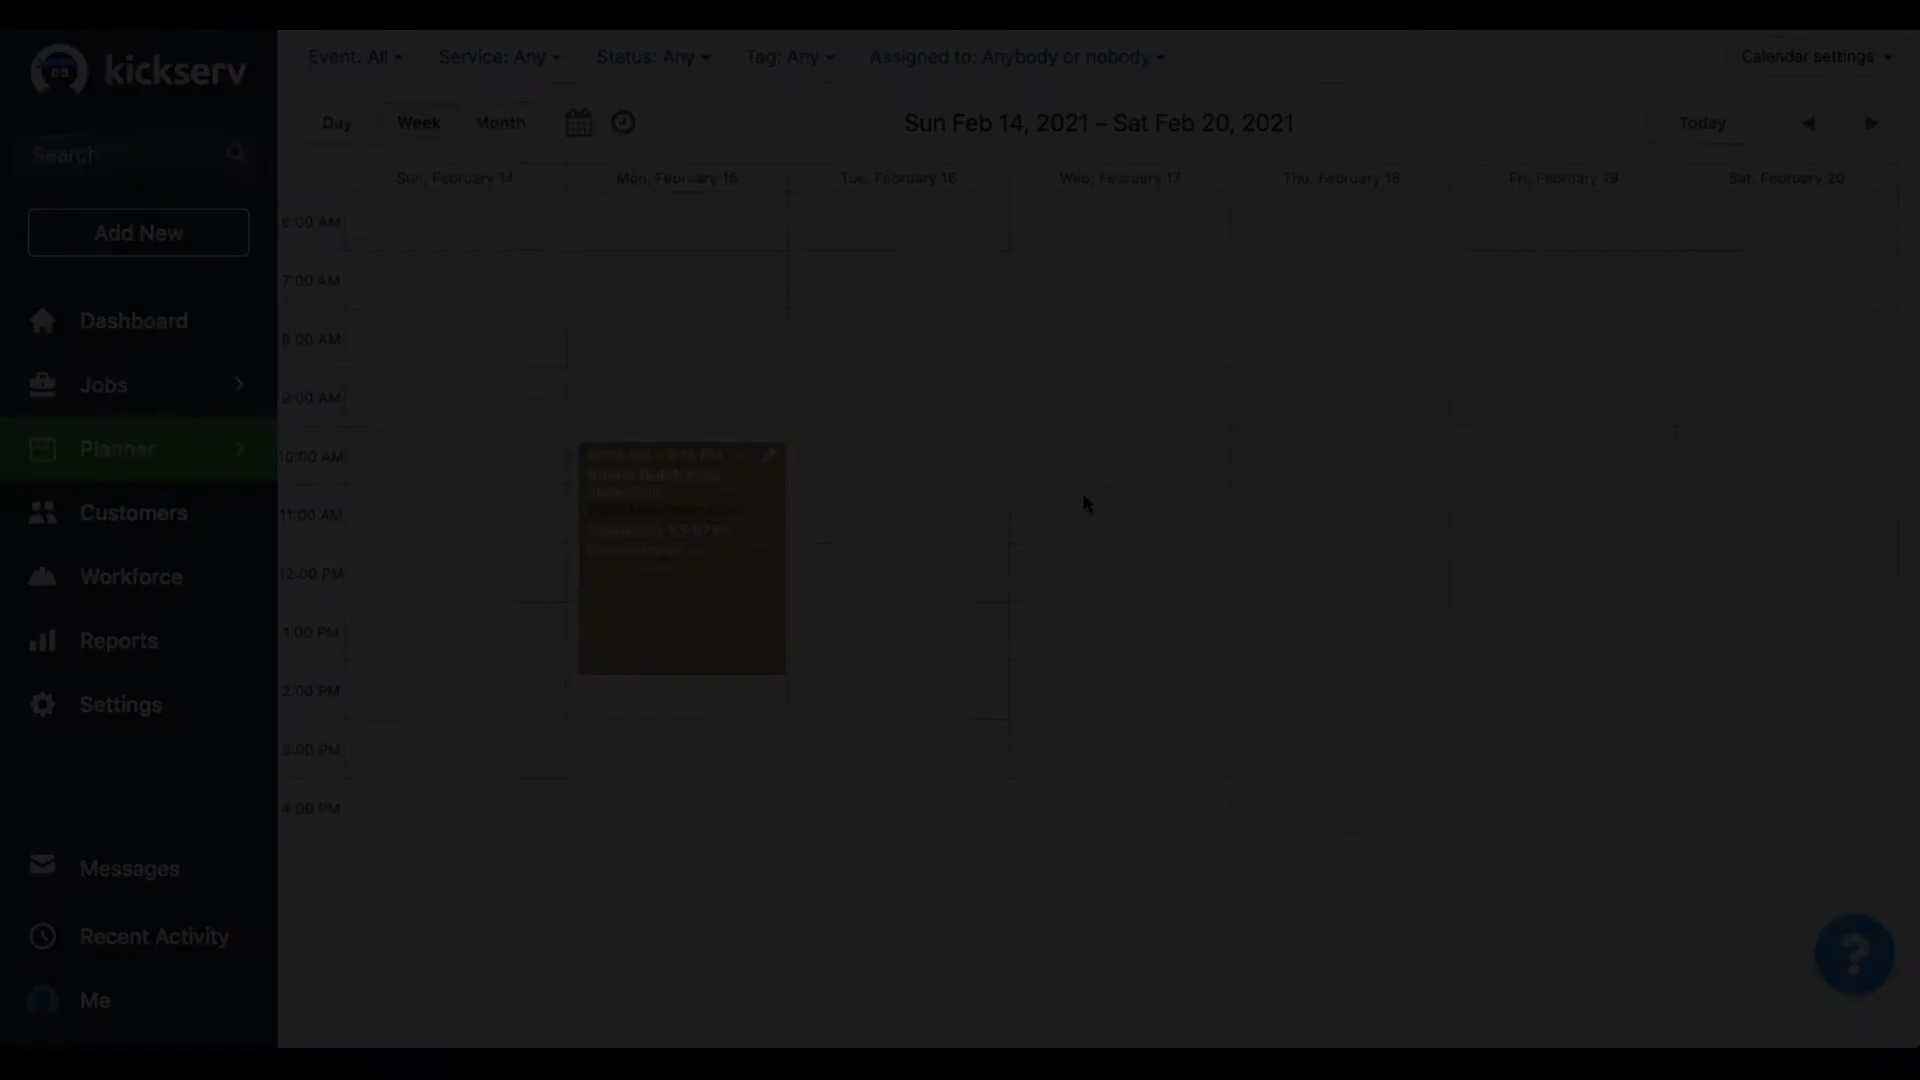 kickserv
Search
Add New
Dashboard
Jobs
Planner
Customers
Workforce
Reports
Settings
Messages
Recent Activity
Me
Event: All
Service: Any
Status: Any
Tag: Any
Assigned to: Anybody or nobody
Calendar settings
Day
Week
Month
Sun Feb 14, 2021 – Sat Feb 20, 2021
Today
Sun, February 14
Mon, February 15
Tue, February 16
Wed, February 17
Thu, February 18
Fri, February 19
Sat, February 20
6:00 AM
7:00 AM
8:00 AM
9:00 AM
10:00 AM
11:00 AM
12:00 PM
1:00 PM
2:00 PM
3:00 PM
4:00 PM
?